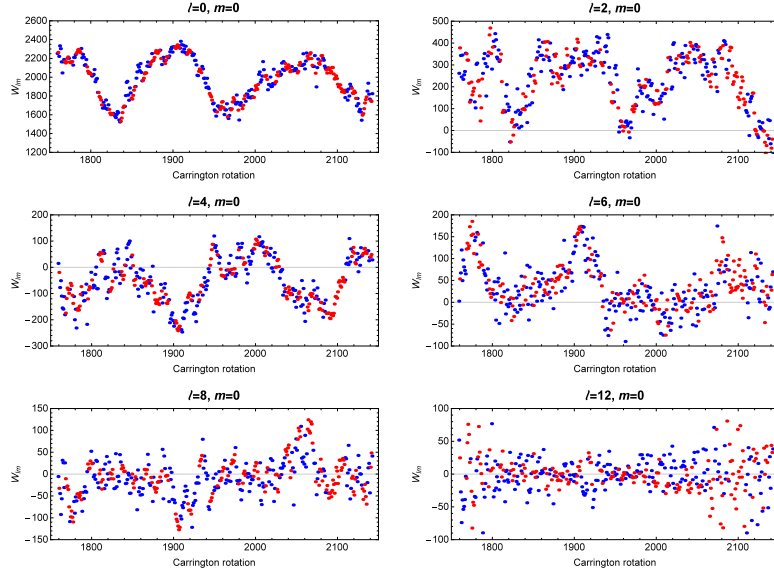 l=0, m=0
2600
2400
2200
2000
1800
1600
1400
1200
W_lm
1800 1900 2000 2100
Carrington rotation
l=2, m=0
500
400
300
200
100
0
−100
W_lm
1800 1900 2000 2100
Carrington rotation
l=4, m=0
200
100
0
−100
−200
−300
W_lm
1800 1900 2000 2100
Carrington rotation
l=6, m=0
200
150
100
50
0
−50
−100
W_lm
1800 1900 2000 2100
Carrington rotation
l=8, m=0
150
100
50
0
−50
−100
−150
W_lm
1800 1900 2000 2100
Carrington rotation
l=12, m=0
100
50
0
−50
−100
W_lm
1800 1900 2000 2100
Carrington rotation